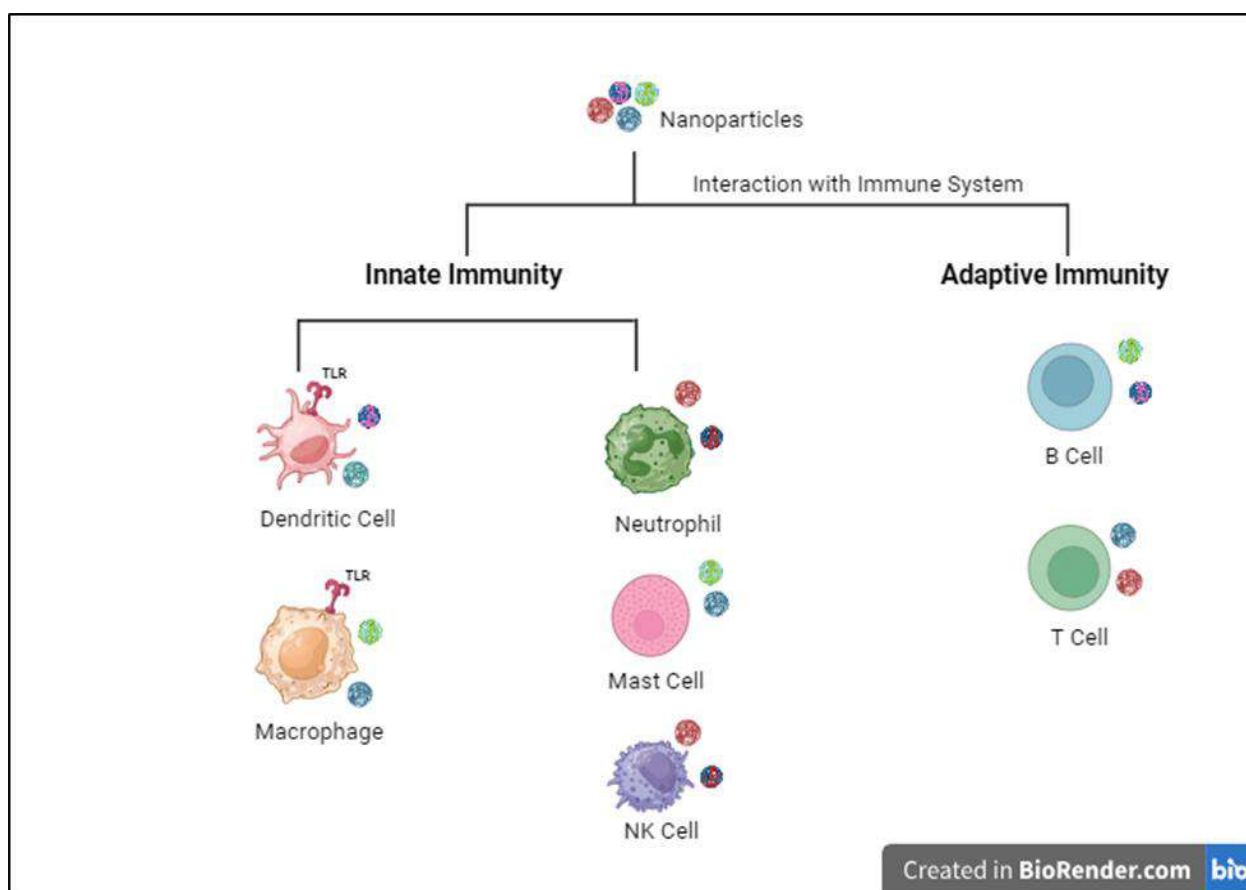 Nanoparticles
Interaction with Immune System
Innate Immunity
Adaptive Immunity
TLR
Dendritic Cell
Neutrophil
B Cell
TLR
Macrophage
Mast Cell
T Cell
NK Cell
Created in BioRender.com bio